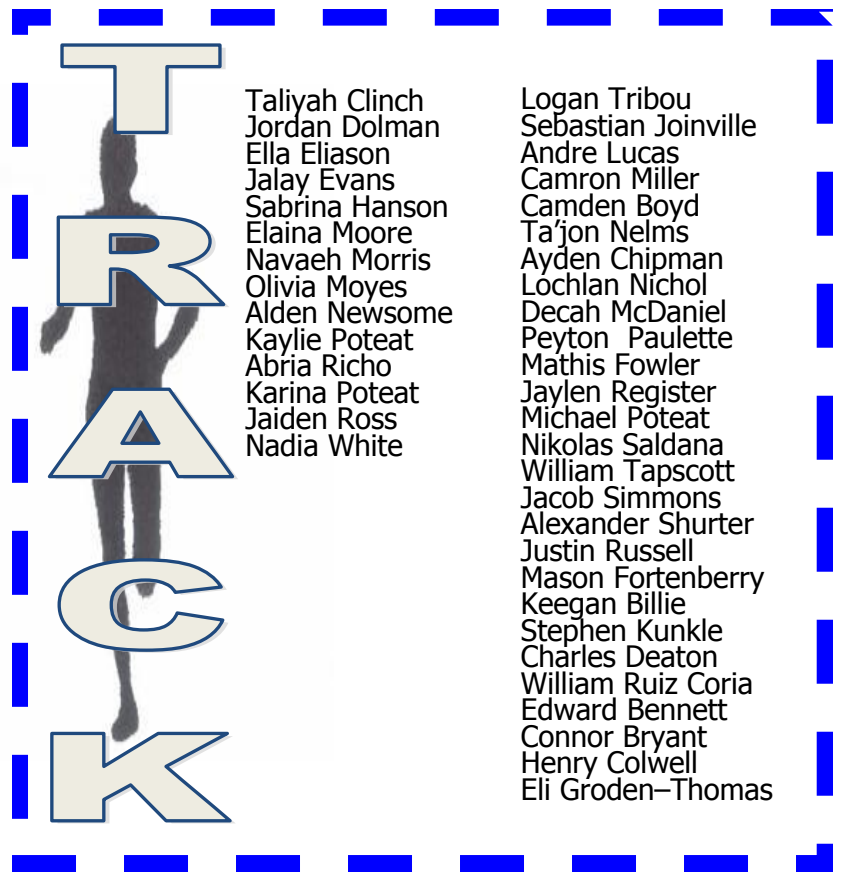 TRACK
Taliyah Clinch
Jordan Dolman
Ella Eliason
Jalay Evans
Sabrina Hanson
Elaina Moore
Navaeh Morris
Olivia Moyes
Alden Newsome
Kaylie Poteat
Abria Richo
Karina Poteat
Jaiden Ross
Nadia White
Logan Tribou
Sebastian Joinville
Andre Lucas
Camron Miller
Camden Boyd
Ta’jon Nelms
Ayden Chipman
Lochlan Nichol
Decah McDaniel
Peyton  Paulette
Mathis Fowler
Jaylen Register
Michael Poteat
Nikolas Saldana
William Tapscott
Jacob Simmons
Alexander Shurter
Justin Russell
Mason Fortenberry
Keegan Billie
Stephen Kunkle
Charles Deaton
William Ruiz Coria
Edward Bennett
Connor Bryant
Henry Colwell
Eli Groden–Thomas